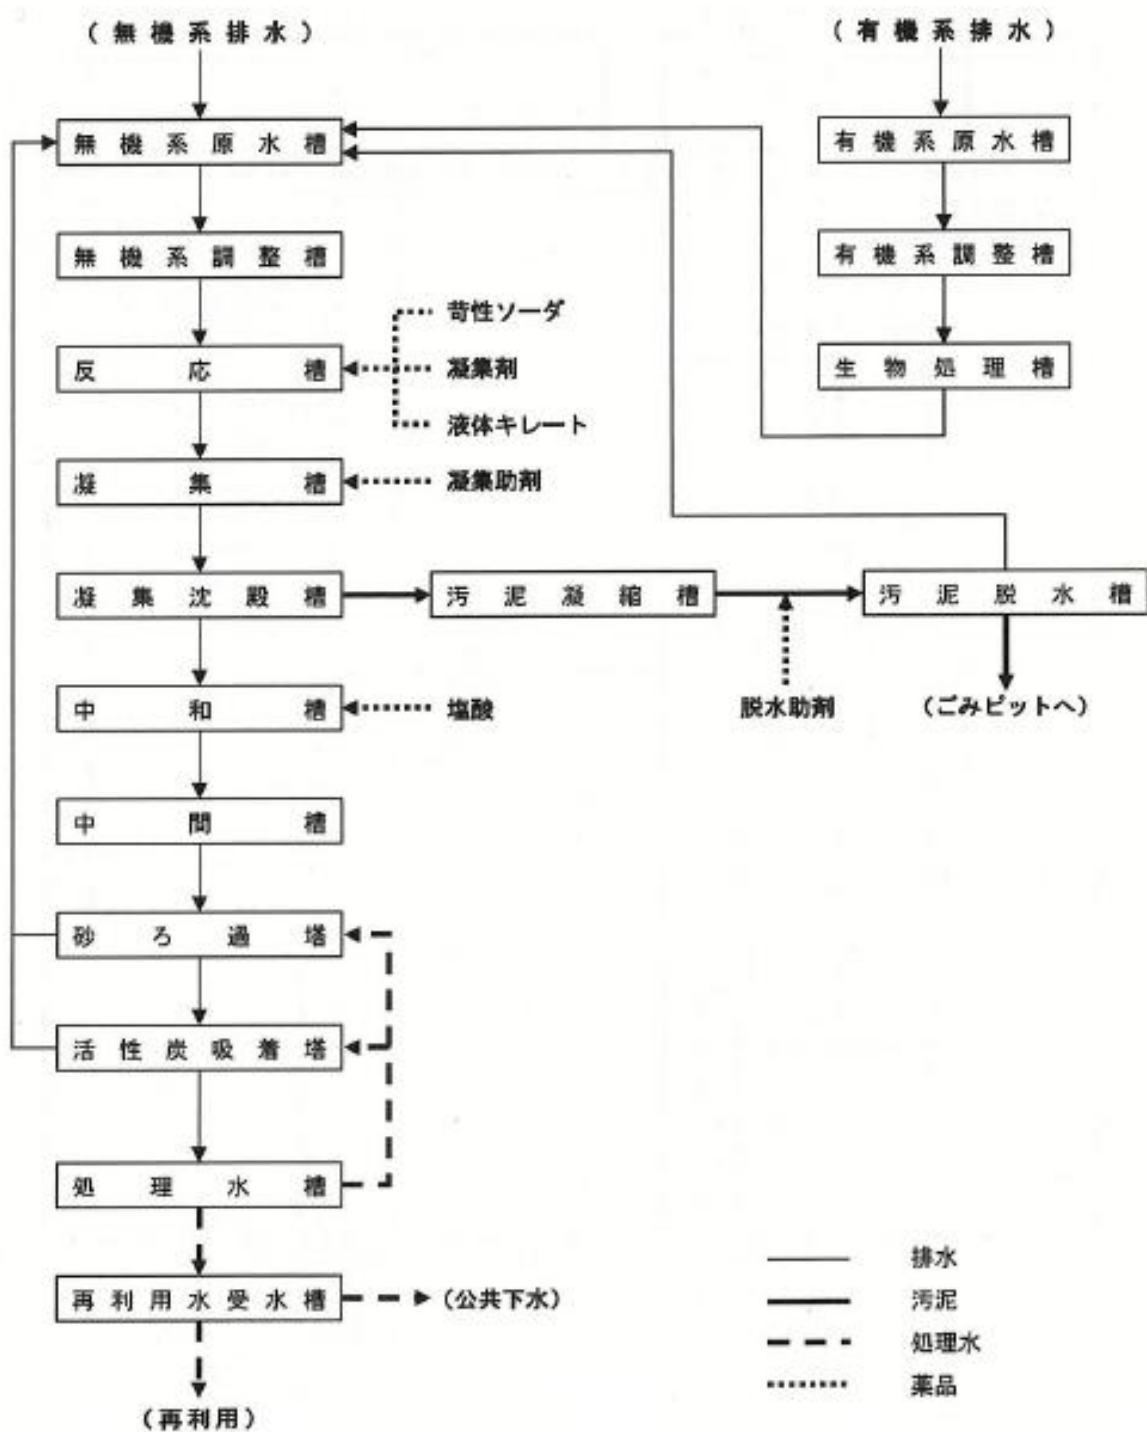 （無機系排水）
（有機系排水）
無機系原水槽
有機系原水槽
無機系調整槽
有機系調整槽
苛性ソーダ
反応槽
凝集剤
生物処理槽
液体キレート
凝集槽
凝集助剤
凝集沈殿槽
汚泥凝縮槽
汚泥脱水槽
中和槽
塩酸
脱水助剤
（ごみピットへ）
中間槽
砂ろ過塔
活性炭吸着塔
処理水槽
再利用水受水槽
（公共下水）
（再利用）
排水
汚泥
処理水
薬品